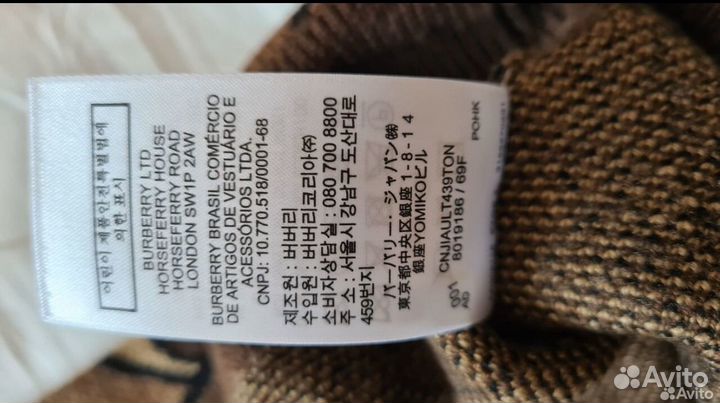 어린이 제품안전특별법에
의한 표시
BURBERRY LTD
HORSEFERRY HOUSE
HORSEFERRY ROAD
LONDON SW1P 2AW
BURBERRY BRASIL COMÉRCIO
DE ARTIGOS DE VESTUÁRIO E
ACESSÓRIOS LTDA.
CNPJ: 10.770.518/0001-68
제조원 : 버버리
수입원 : 버버리코리아(주)
소비자상담실 : 080 700 8800
주 소 : 서울시 강남구 도산대로
459번지
バーバリー・ジャパン㈱
東京都中央区銀座 1 - 8 - 1 4
銀座YOMIKOビル
CNJIAULT439TON
8019186 / 69F
POHK
001
AD
Avito
Avito